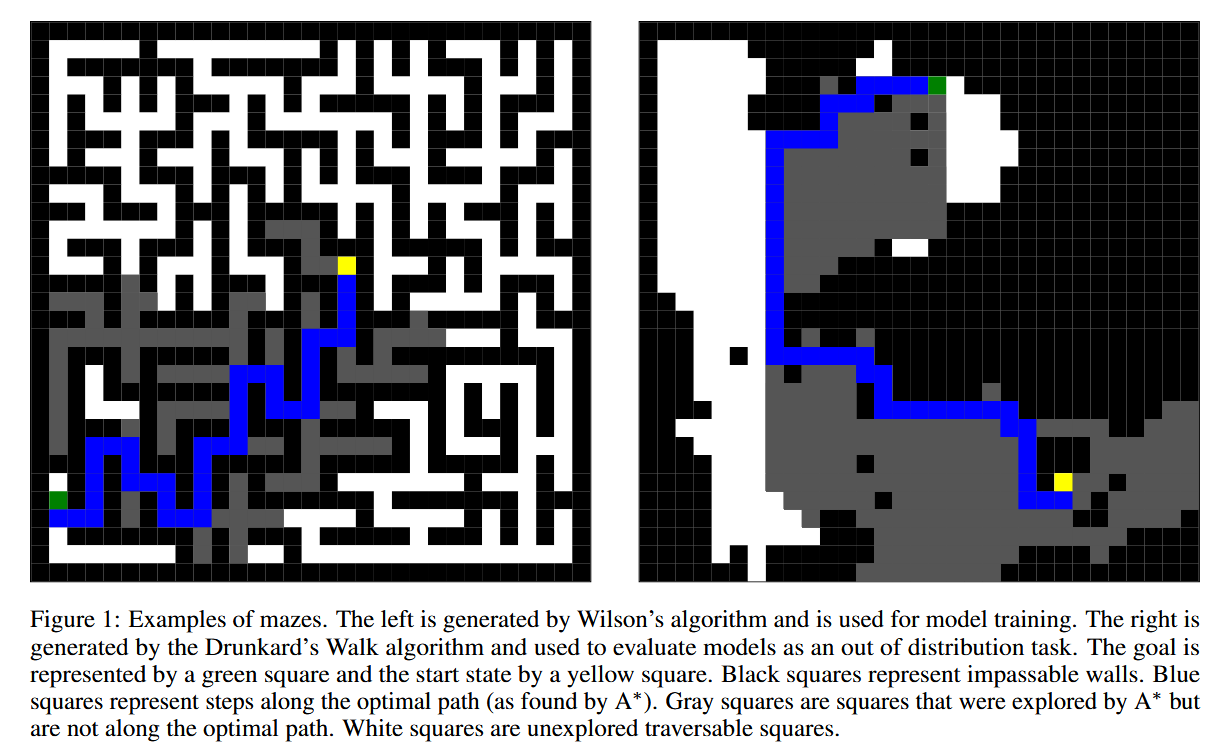 Figure 1: Examples of mazes. The left is generated by Wilson’s algorithm and is used for model training. The right is
generated by the Drunkard’s Walk algorithm and used to evaluate models as an out of distribution task. The goal is
represented by a green square and the start state by a yellow square. Black squares represent impassable walls. Blue
squares represent steps along the optimal path (as found by A*). Gray squares are squares that were explored by A* but
are not along the optimal path. White squares are unexplored traversable squares.